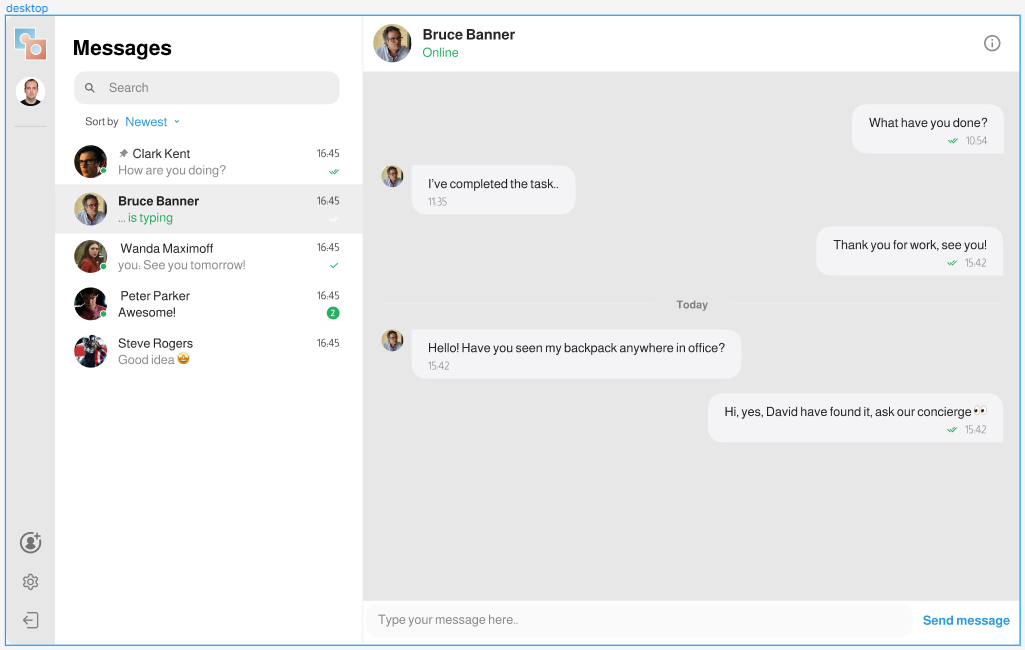 desktop
Messages
Search
Sort by Newest
Clark Kent 16.45
How are you doing?
Bruce Banner 16.45
... is typing
Wanda Maximoff 16.45
you: See you tomorrow!
Peter Parker 16.45
Awesome! 2
Steve Rogers 16.45
Good idea 🤩
Bruce Banner
Online
What have you done?
10.54
I've completed the task..
11.35
Thank you for work, see you!
15.42
Today
Hello! Have you seen my backpack anywhere in office?
15.42
Hi, yes, David have found it, ask our concierge 👀
15.42
Type your message here..
Send message